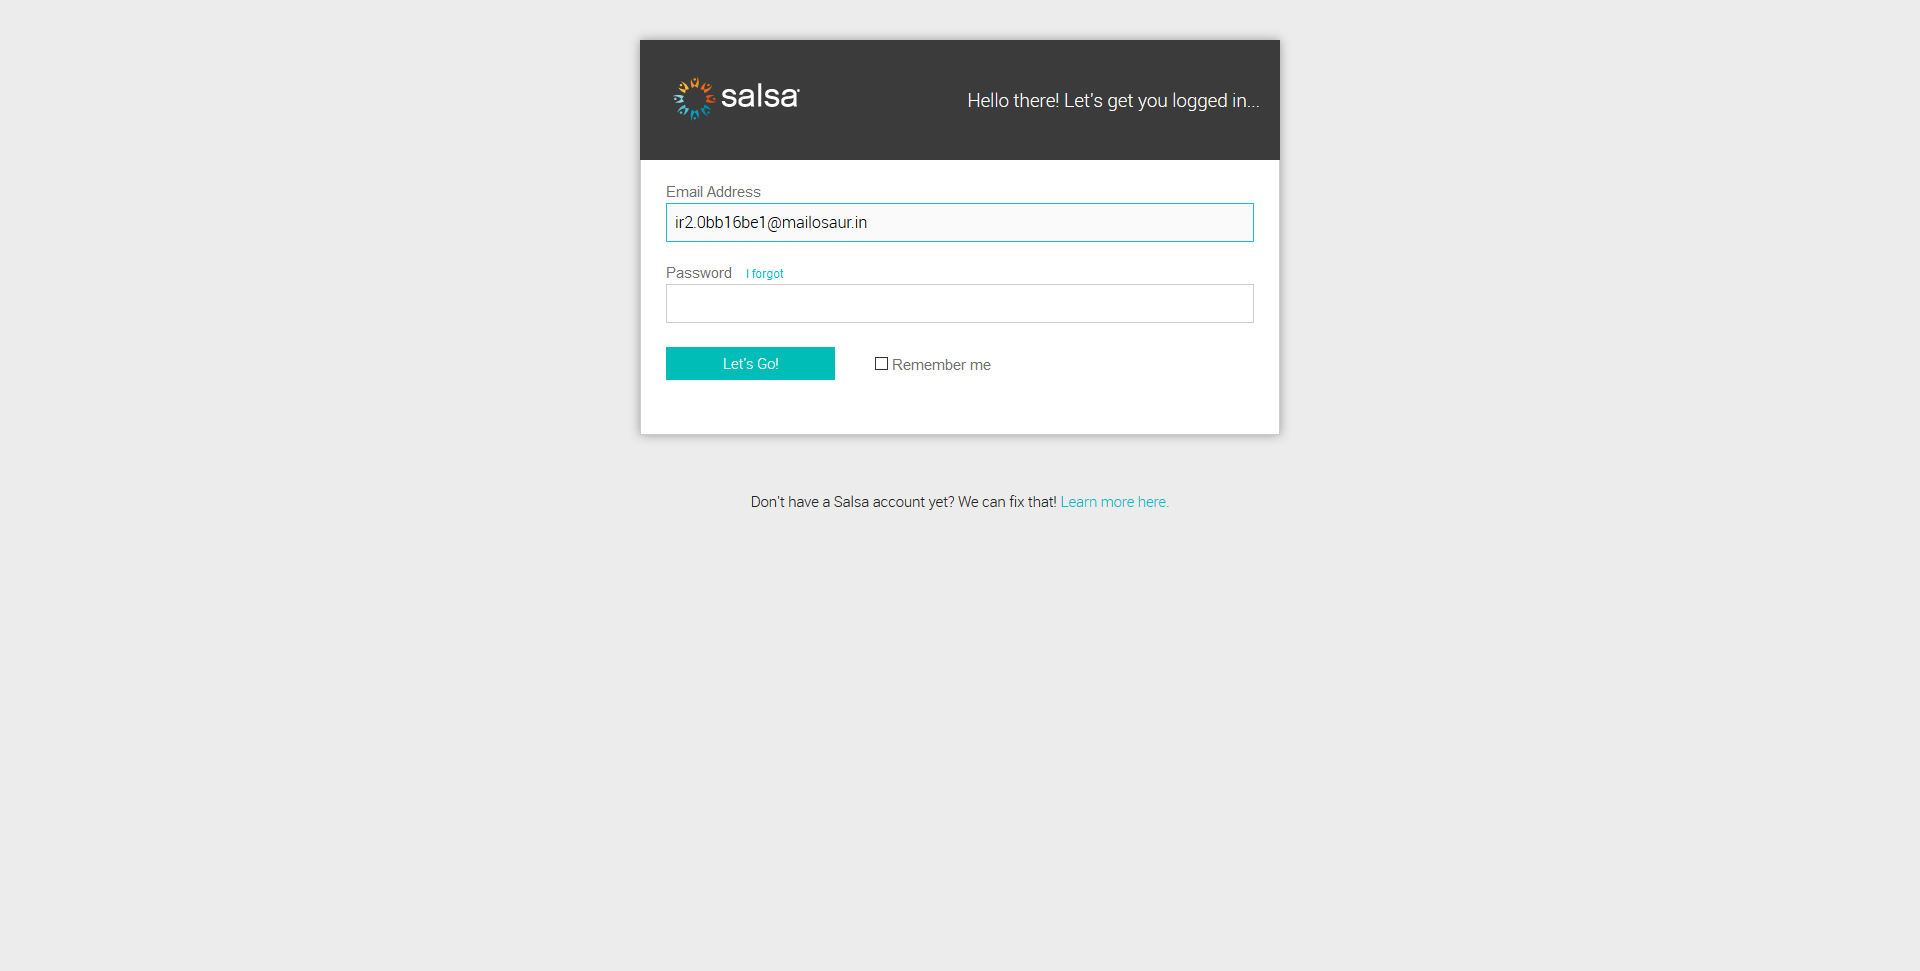 salsa
Hello there! Let's get you logged in...
Email Address
ir2.0bb16be1@mailosaur.in
Password I forgot
Let's Go! Remember me
Don't have a Salsa account yet? We can fix that! Learn more here.